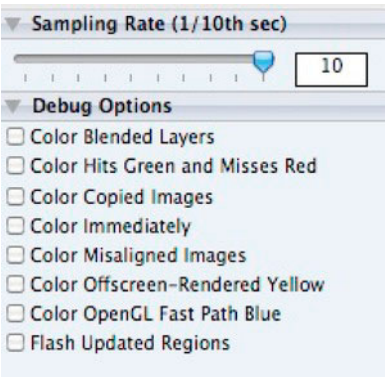 Sampling Rate (1/10th sec)
10
Debug Options
Color Blended Layers
Color Hits Green and Misses Red
Color Copied Images
Color Immediately
Color Misaligned Images
Color Offscreen-Rendered Yellow
Color OpenGL Fast Path Blue
Flash Updated Regions